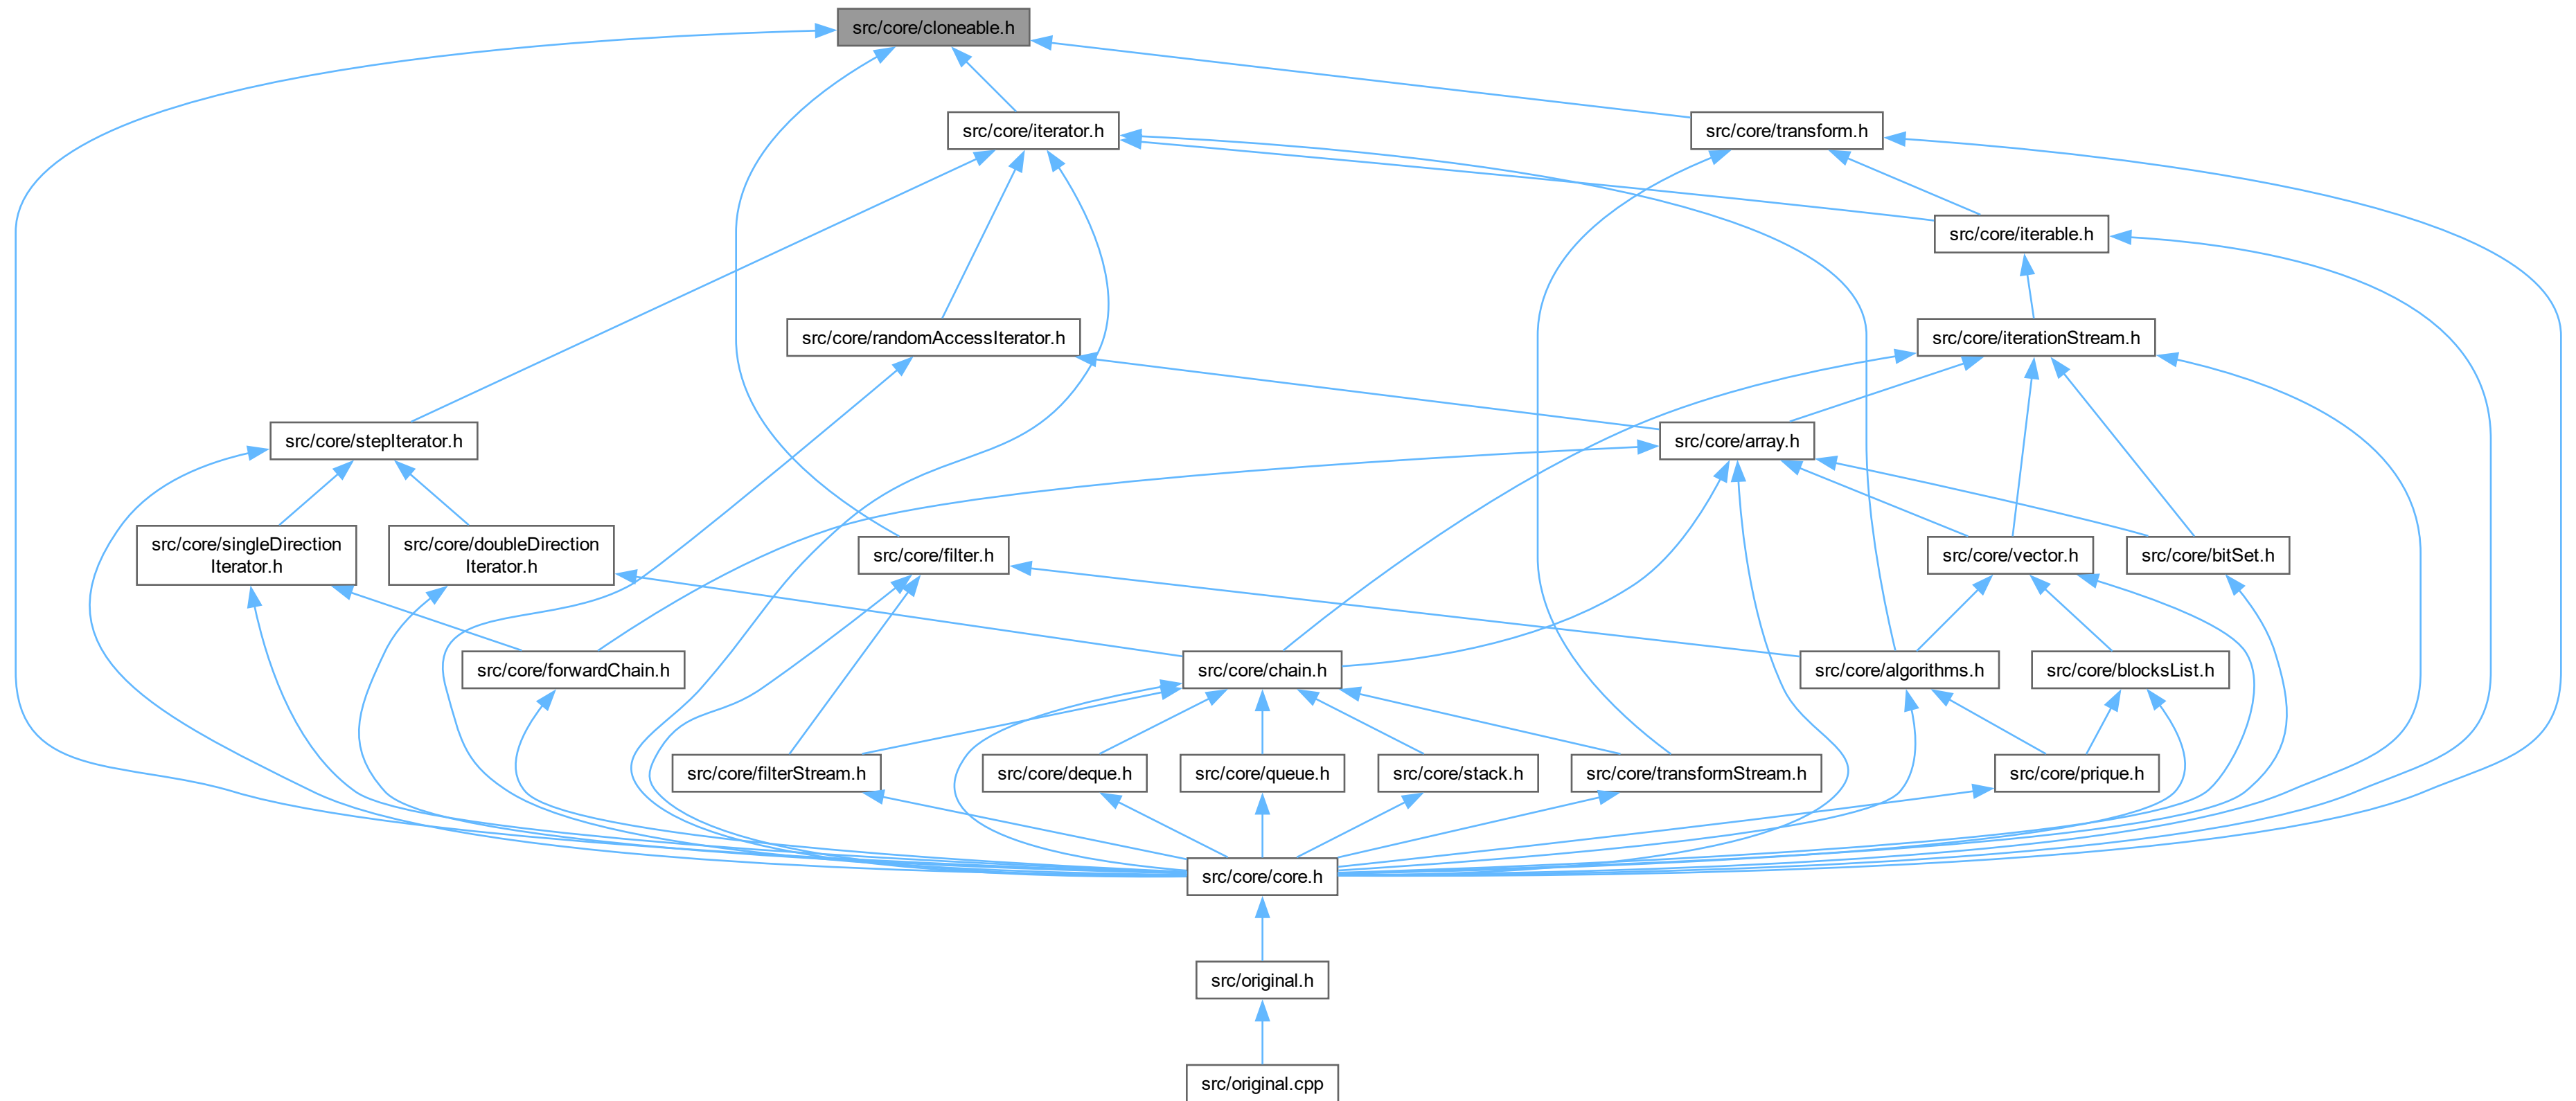 src/core/cloneable.h
src/core/iterator.h
src/core/transform.h
src/core/iterable.h
src/core/randomAccessIterator.h
src/core/iterationStream.h
src/core/stepIterator.h
src/core/array.h
src/core/singleDirection
Iterator.h
src/core/doubleDirection
Iterator.h
src/core/filter.h
src/core/vector.h
src/core/bitSet.h
src/core/forwardChain.h
src/core/chain.h
src/core/algorithms.h
src/core/blocksList.h
src/core/filterStream.h
src/core/deque.h
src/core/queue.h
src/core/stack.h
src/core/transformStream.h
src/core/prique.h
src/core/core.h
src/original.h
src/original.cpp